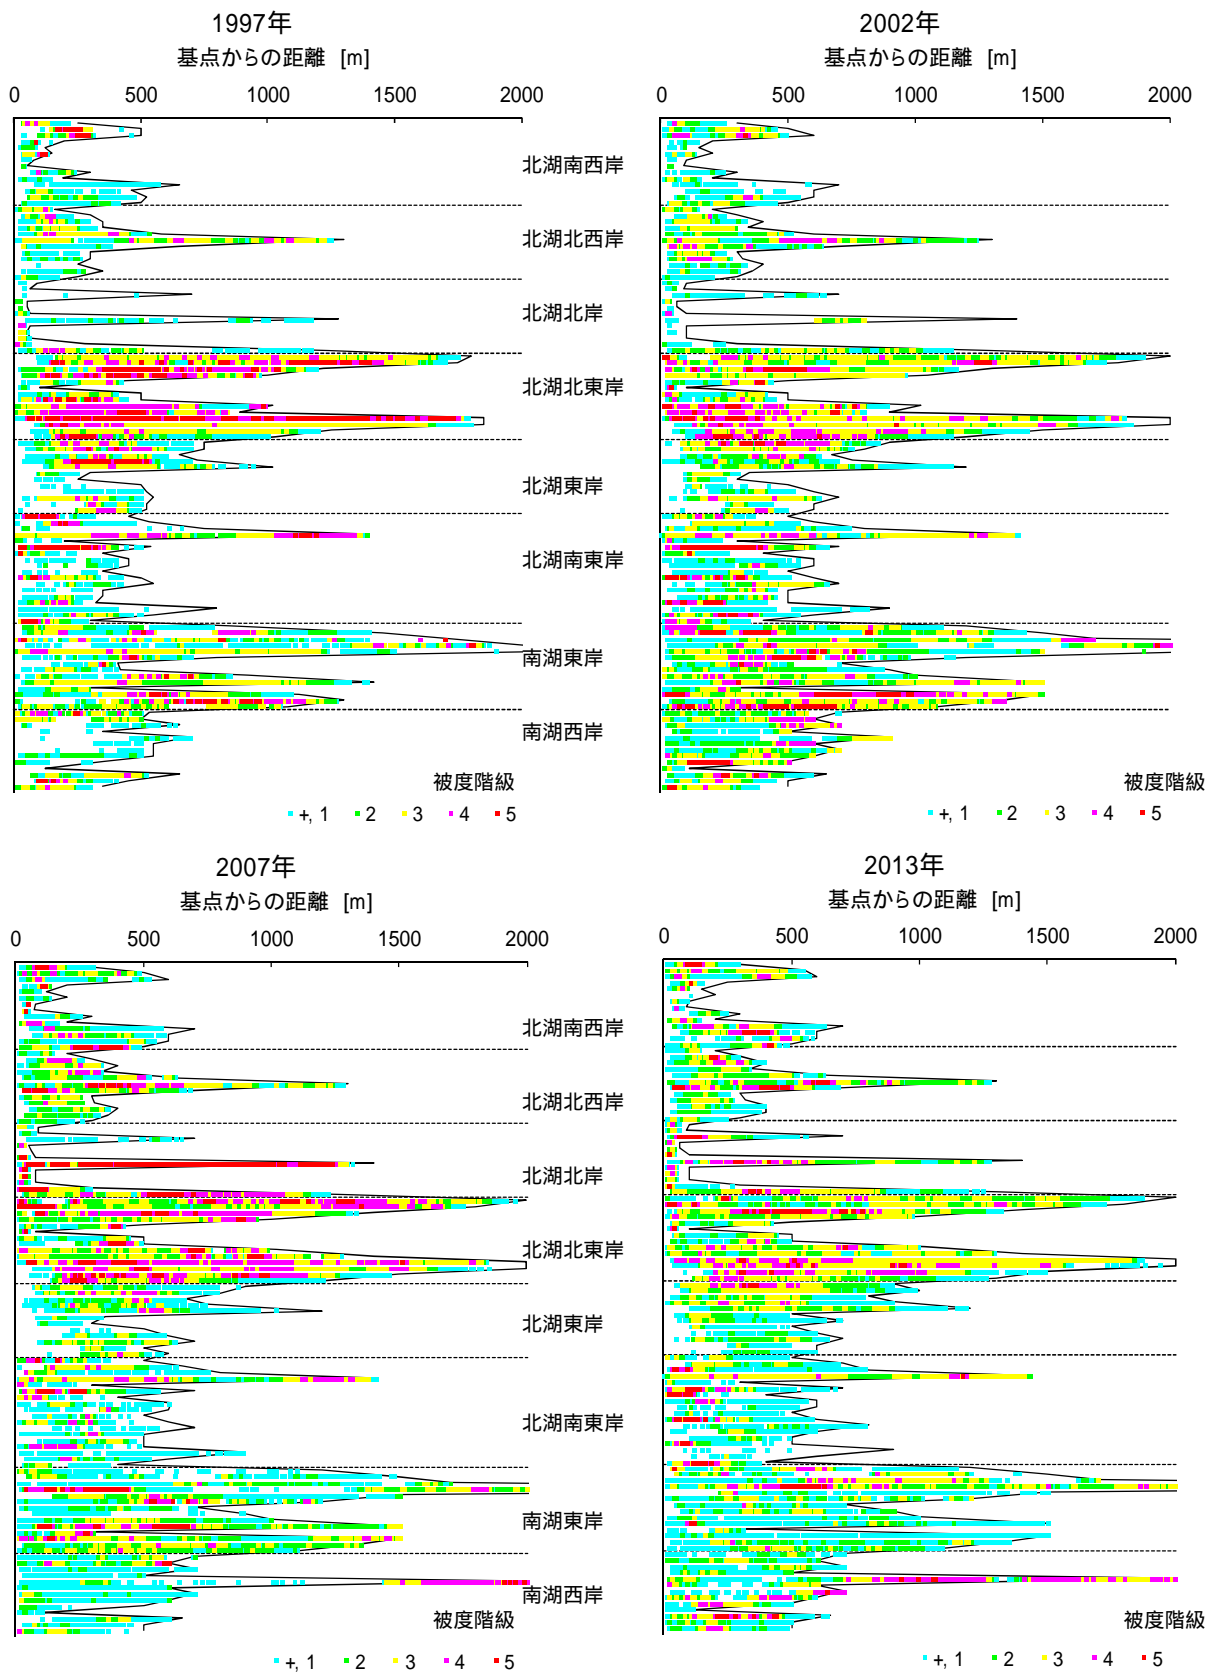 1997年
基点からの距離 [m]
0 500 1000 1500 2000
北湖南西岸
北湖北西岸
北湖北岸
北湖北東岸
北湖東岸
北湖南東岸
南湖東岸
南湖西岸
被度階級
+, 1 2 3 4 5
2002年
基点からの距離 [m]
0 500 1000 1500 2000
被度階級
+, 1 2 3 4 5
2007年
基点からの距離 [m]
0 500 1000 1500 2000
北湖南西岸
北湖北西岸
北湖北岸
北湖北東岸
北湖東岸
北湖南東岸
南湖東岸
南湖西岸
被度階級
+, 1 2 3 4 5
2013年
基点からの距離 [m]
0 500 1000 1500 2000
被度階級
+, 1 2 3 4 5